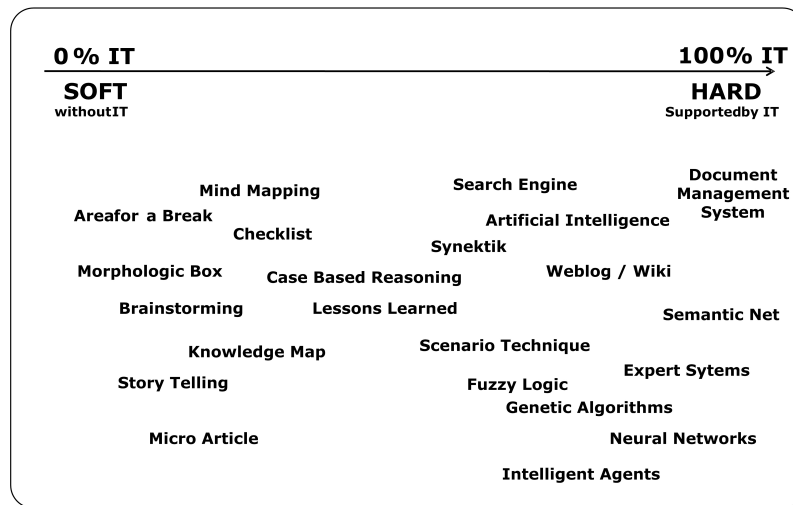 0% IT
100% IT
SOFT
HARD
withoutIT
Supportedby IT
Document
Management
System
Mind Mapping
Search Engine
Areafor a Break
Artificial Intelligence
Checklist
Synektik
Morphologic Box
Case Based Reasoning
Weblog / Wiki
Brainstorming
Lessons Learned
Semantic Net
Knowledge Map
Scenario Technique
Expert Sytems
Story Telling
Fuzzy Logic
Genetic Algorithms
Micro Article
Neural Networks
Intelligent Agents